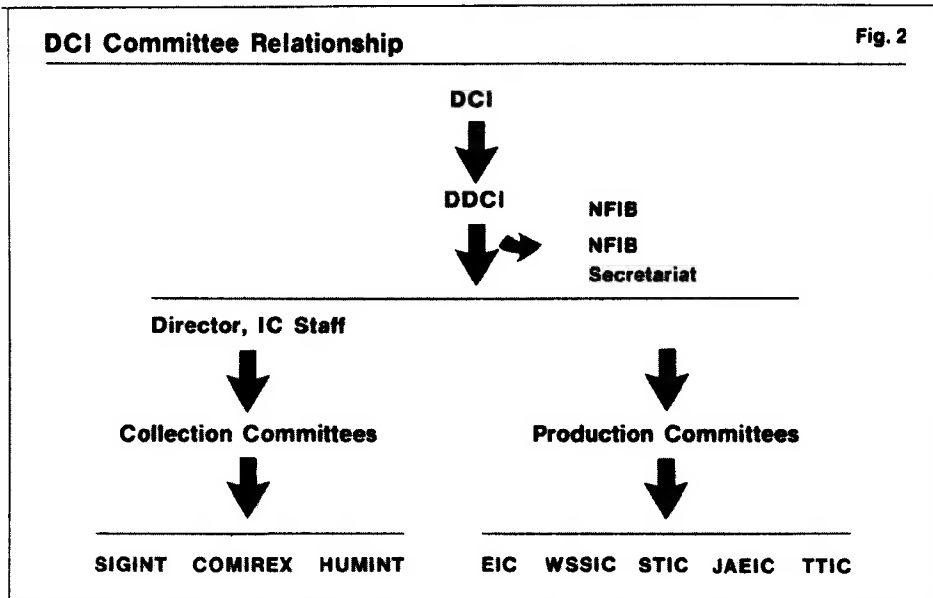 DCI Committee Relationship
Fig. 2
DCI
DDCI
NFIB
NFIB
Secretariat
Director, IC Staff
Collection Committees
Production Committees
SIGINT COMIREX HUMINT
EIC WSSIC STIC JAEIC TTIC